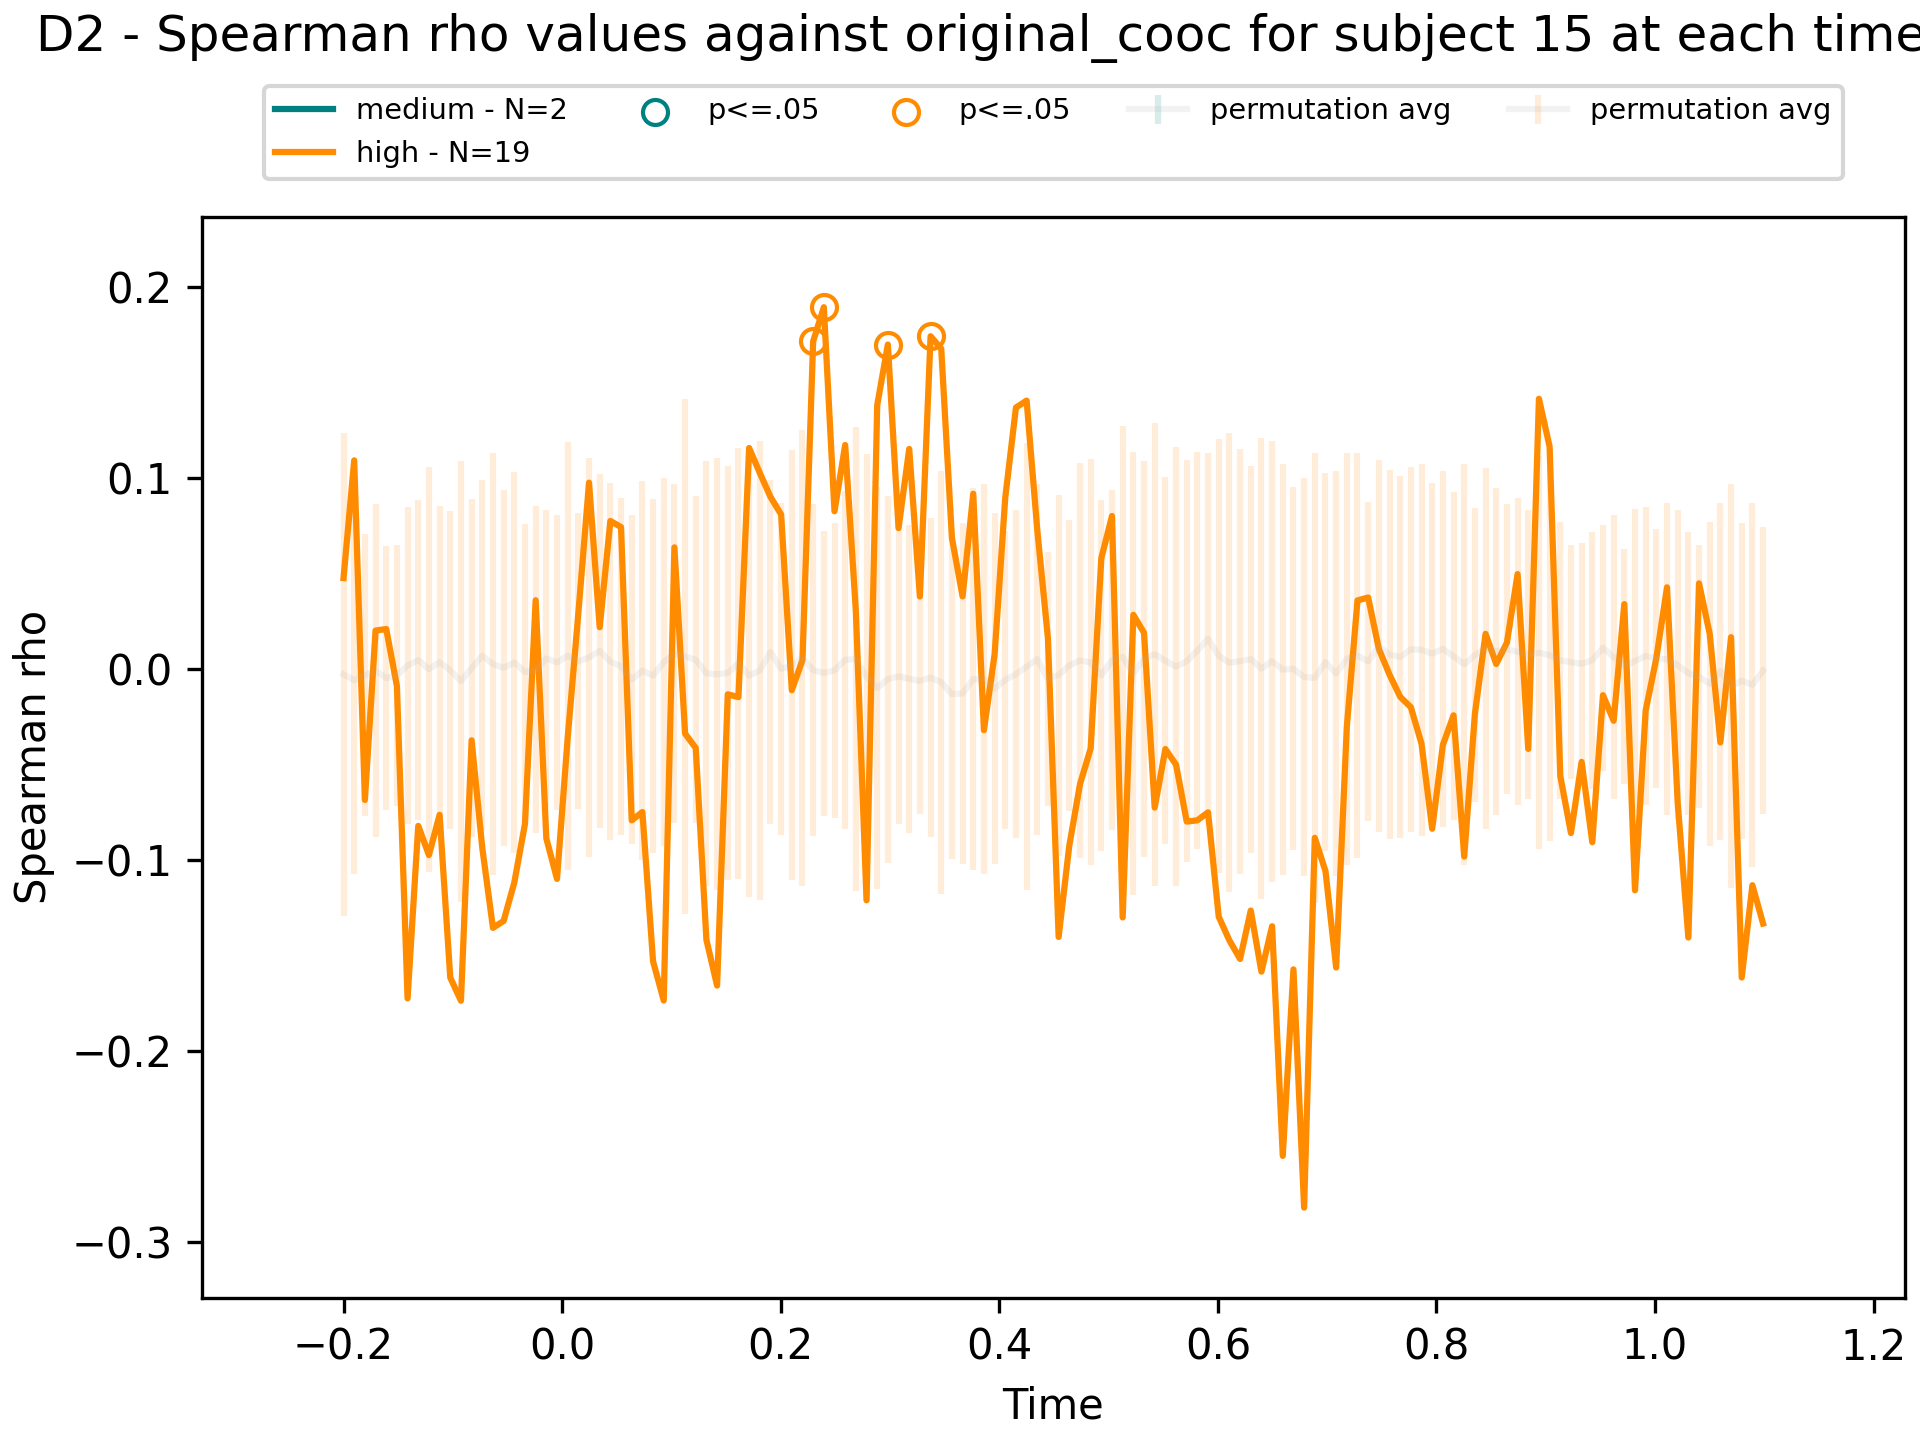 D2 - Spearman rho values against original_cooc for subject 15 at each time
medium - N=2
high - N=19
p<=.05
p<=.05
permutation avg
permutation avg
Spearman rho
0.2
0.1
0.0
−0.1
−0.2
−0.3
−0.2 0.0 0.2 0.4 0.6 0.8 1.0 1.2
Time